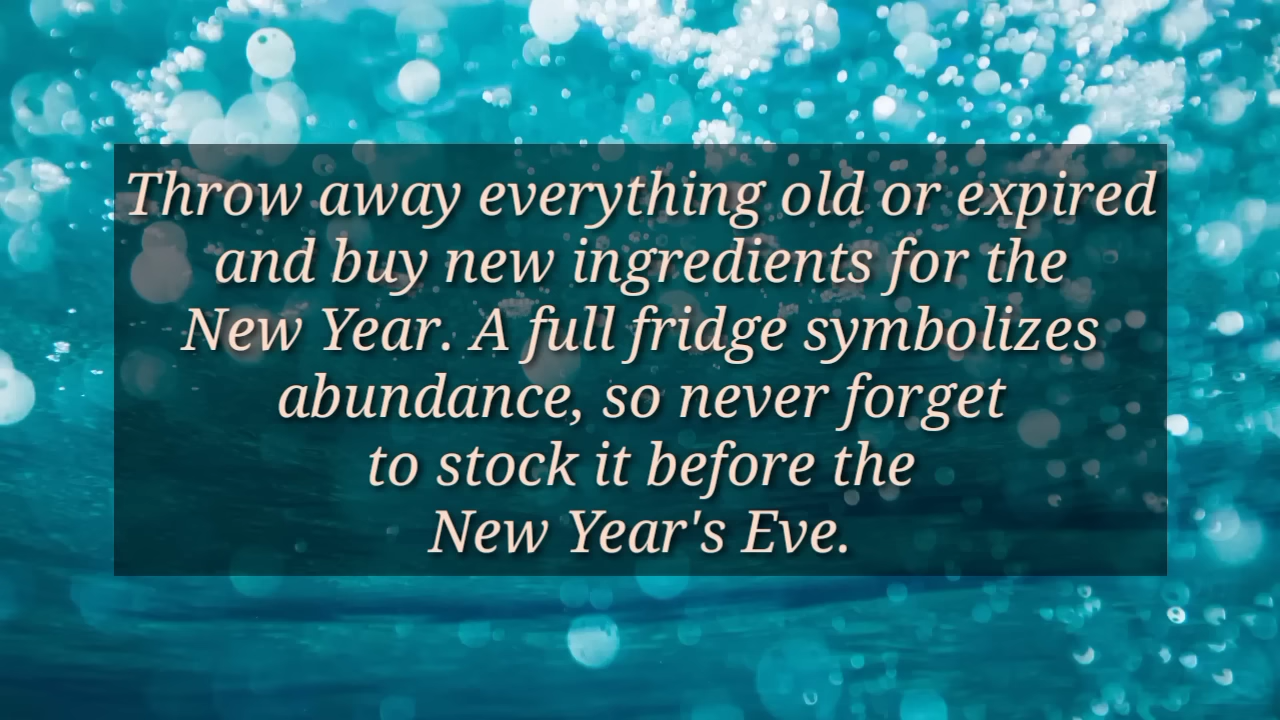 Throw away everything old or expired
and buy new ingredients for the
New Year. A full fridge symbolizes
abundance, so never forget
to stock it before the
New Year's Eve.